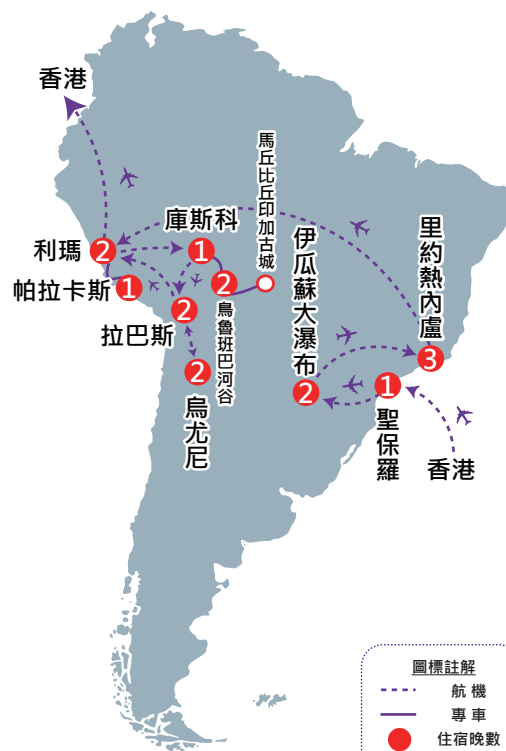 香港
馬丘比丘印加古城
庫斯科
1
利瑪
2
帕拉卡斯
1
2
烏魯班巴河谷
拉巴斯
2
2
烏尤尼
伊瓜蘇大瀑布
2
里約熱內盧
3
1
聖保羅
香港
圖標註解
航機
專車
住宿晚數